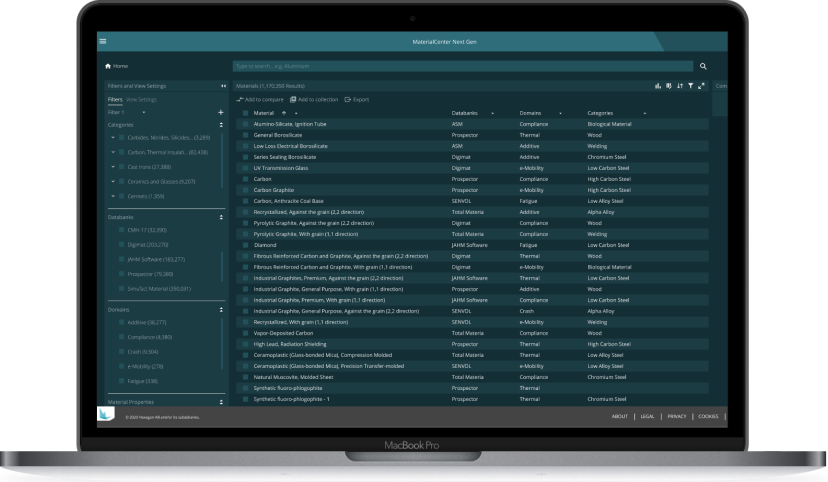 MaterialCenter Next Gen
Home
Type to search... e.g. Aluminum
Filters and View Settings
Filters View Settings
Filter 1
Categories
Carbides, Nitrides, Silicides... (3,289)
Carbon, Thermal Insulati... (83,458)
Cast Irons (27,388)
Ceramics and Glasses (9,207)
Cermets (1,359)
Databanks
CMH-17 (32,390)
Digimat (203,270)
JAHM Software (163,277)
Prospector (79,380)
Simufact Material (350,031)
Domains
Additive (36,277)
Compliance (4,380)
Crash (9,304)
e-Mobility (278)
Fatigue (338)
Material Properties
Materials (1,170,350 Results)
Com
Add to compare Add to collection Export
Material Databanks Domains Categories
Alumino-Silicate, Ignition Tube ASM Compliance Biological Material
General Borosilicate Prospector Thermal Wood
Low Loss Electrical Borosilicate ASM Additive Welding
Series Sealing Borosilicate Digimat Additive Chromium Steel
UV Transmission Glass Digimat e-Mobility Low Carbon Steel
Carbon Prospector Compliance High Carbon Steel
Carbon Graphite Prospector e-Mobility High Carbon Steel
Carbon, Anthracite Coal Base SENVOL Fatigue Low Alloy Steel
Recrystallized, Against the grain (2,2 direction) Total Materia Additive Alpha Alloy
Pyrolytic Graphite, Against the grain (2,2 direction) Digimat Compliance Wood
Pyrolytic Graphite, With grain (1,1 direction) Total Materia Compliance Welding
Diamond JAHM Software Fatigue Low Carbon Steel
Fibrous Reinforced Carbon and Graphite, Against the grain (2,2 direction) Digimat Thermal Wood
Fibrous Reinforced Carbon and Graphite, With grain (1,1 direction) Digimat e-Mobility Biological Material
Industrial Graphites, Premium, Against the grain (2,2 direction) JAHM Software Thermal Low Carbon Steel
Industrial Graphite, General Purpose, With grain (1,1 direction) Prospector Additive Wood
Industrial Graphite, Premium, With grain (1,1 direction) JAHM Software Compliance Low Carbon Steel
Industrial Graphite, General Purpose, Against the grain (2,2 direction) SENVOL Crash Alpha Alloy
Recrystallized, With grain (1,1 direction) SENVOL e-Mobility Welding
Vapor-Deposited Carbon Total Materia Compliance Wood
High Lead, Radiation Shielding Prospector Thermal High Carbon Steel
Ceramoplastic (Glass-bonded Mica), Compression Molded Total Materia Thermal Low Alloy Steel
Ceramoplastic (Glass-bonded Mica), Precision Transfer-molded SENVOL e-Mobility Low Alloy Steel
Natural Muscovite, Molded Sheet Total Materia Compliance Chromium Steel
Synthetic fluoro-phlogophite Prospector Thermal
Synthetic fluoro-phlogophite - 1 Prospector Thermal Chromium Steel
© 2020 Hexagon AB and/or its subsidiaries.
ABOUT | LEGAL | PRIVACY | COOKIES |
MacBook Pro